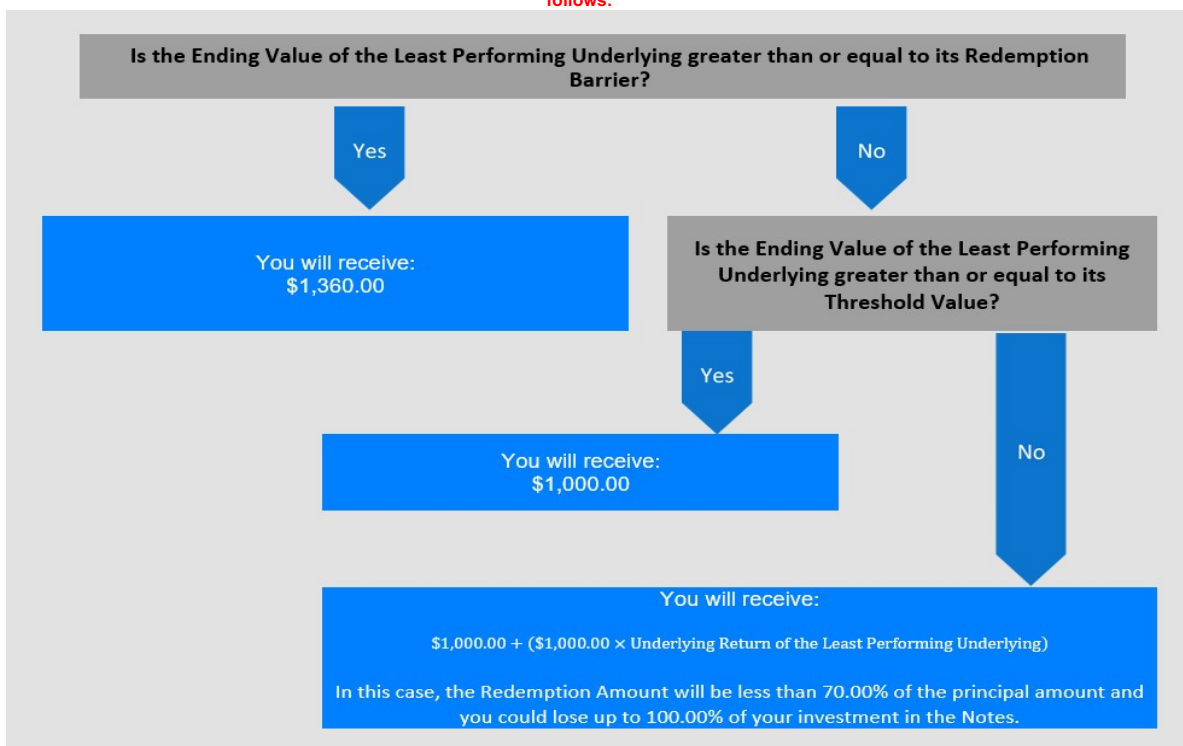 follows:
Is the Ending Value of the Least Performing Underlying greater than or equal to its Redemption
Barrier?
Yes
No
You will receive:
$1,360.00
Is the Ending Value of the Least Performing
Underlying greater than or equal to its
Threshold Value?
Yes
No
You will receive:
$1,000.00
You will receive:
$1,000.00 + ($1,000.00 × Underlying Return of the Least Performing Underlying)
In this case, the Redemption Amount will be less than 70.00% of the principal amount and
you could lose up to 100.00% of your investment in the Notes.